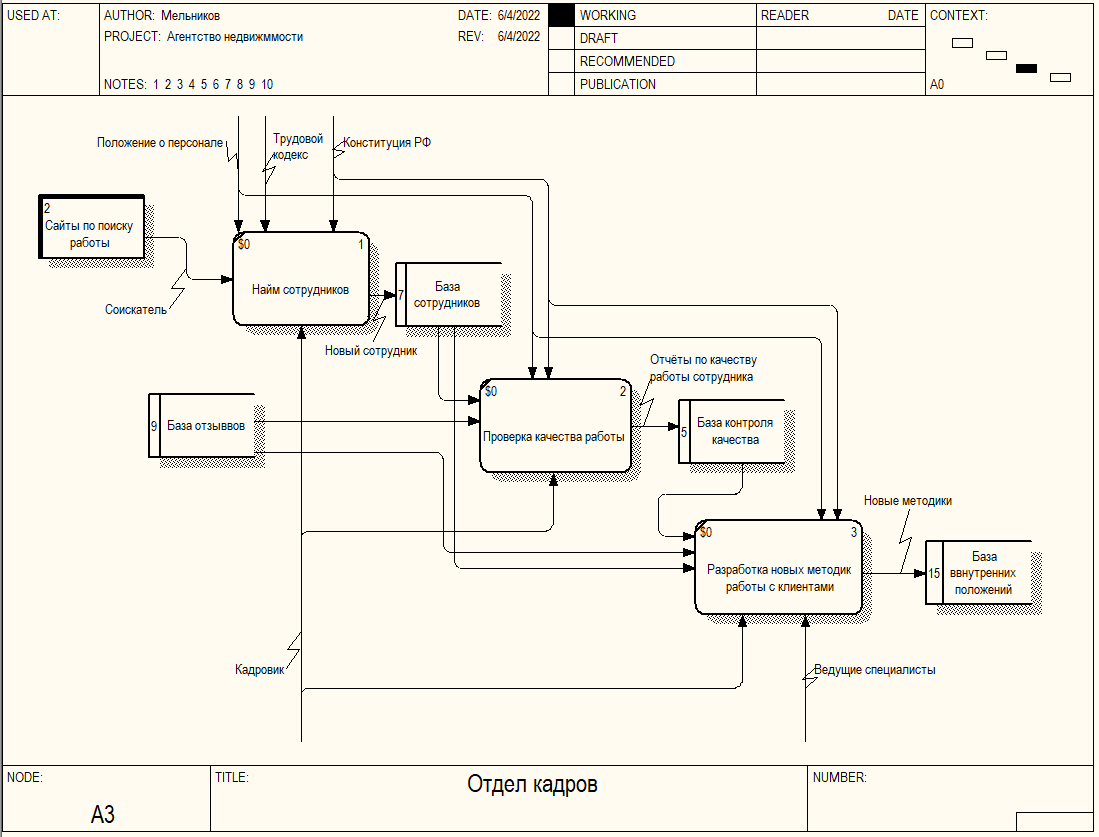 USED AT:
AUTHOR: Мельников
DATE: 6/4/2022
WORKING
READER
DATE
CONTEXT:
PROJECT: Агентство недвижммости
REV: 6/4/2022
DRAFT
RECOMMENDED
NOTES: 1 2 3 4 5 6 7 8 9 10
PUBLICATION
A0
Положение о персонале
Трудовой
кодекс
Конституция РФ
2
Сайты по поиску
работы
$0
1
Найм сотрудников
Соискатель
7
База
сотрудников
Новый сотрудник
Отчёты по качеству
работы сотрудника
$0
2
Проверка качества работы
9
База отзыввов
5
База контроля
качества
Новые методики
$0
3
Разработка новых методик
работы с клиентами
15
База
ввнутренних
положений
Кадровик
Ведущие специалисты
NODE:
TITLE:
NUMBER:
A3
Отдел кадров